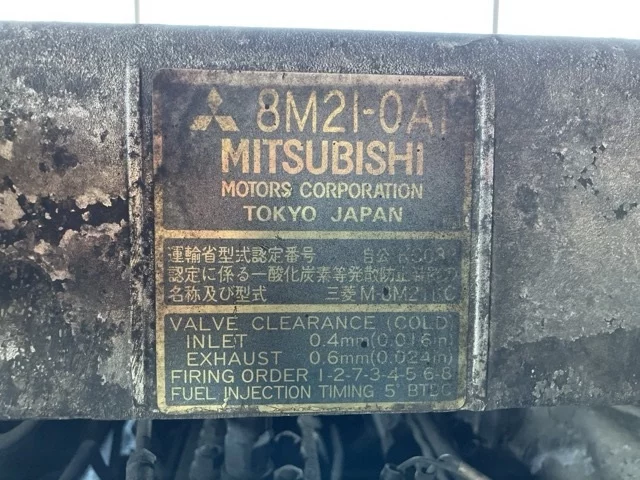 8M21-0A1
MITSUBISHI
MOTORS CORPORATION
TOKYO JAPAN
運輸省型式認定番号
認定に係る一酸化炭素等発散防止
名称及び型式 三菱
VALVE CLEARANCE (COLD)
INLET 0.4mm(0.016in)
EXHAUST 0.6mm(0.024in)
FIRING ORDER 1-2-7-3-4-5-6-8
FUEL INJECTION TIMING 5° BTDC